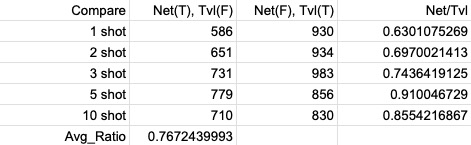 Compare Net(T), Tvl(F) Net(F), Tvl(T) Net/Tvl
1 shot 586 930 0.6301075269
2 shot 651 934 0.6970021413
3 shot 731 983 0.7436419125
5 shot 779 856 0.910046729
10 shot 710 830 0.8554216867
Avg_Ratio 0.7672439993